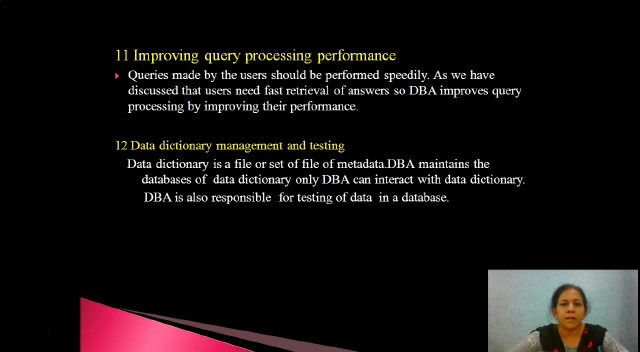 11 Improving query processing performance
Queries made by the users should be performed speedily. As we have
discussed that users need fast retrieval of answers so DBA improves query
processing by improving their performance.
12 Data dictionary management and testing
Data dictionary is a file or set of file of metadata.DBA maintains the
databases of data dictionary only DBA can interact with data dictionary.
DBA is also responsible for testing of data in a database.